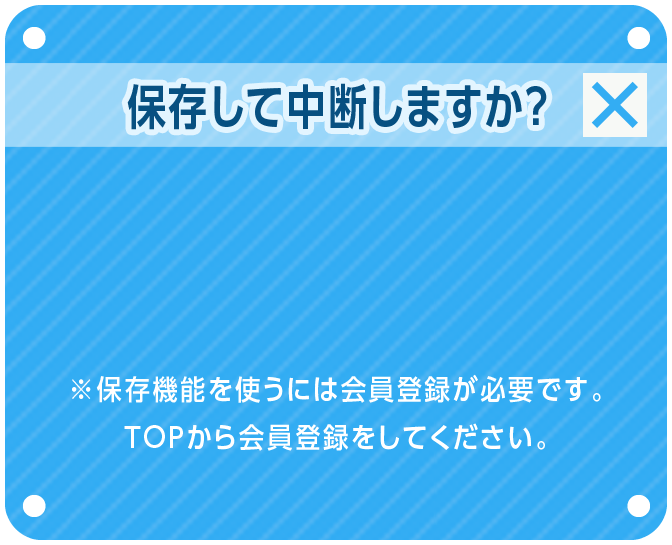 保存して中断しますか?
※保存機能を使うには会員登録が必要です。
TOPから会員登録をしてください。